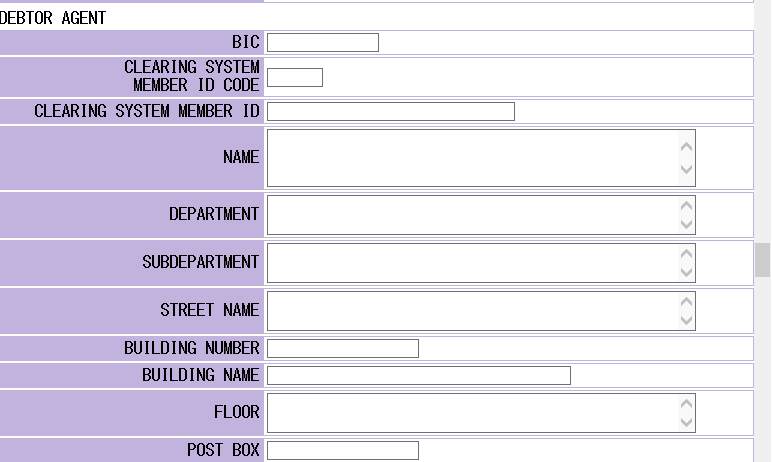 DEBTOR AGENT
BIC
CLEARING SYSTEM
MEMBER ID CODE
CLEARING SYSTEM MEMBER ID
NAME
DEPARTMENT
SUBDEPARTMENT
STREET NAME
BUILDING NUMBER
BUILDING NAME
FLOOR
POST BOX